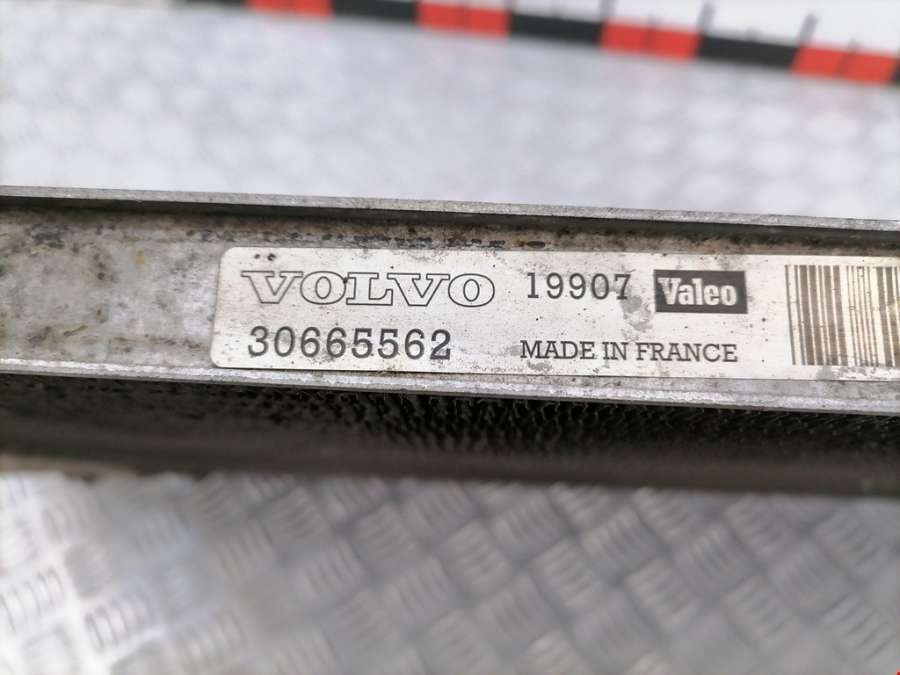 VOLVO 19907 Valeo
30665562 MADE IN FRANCE